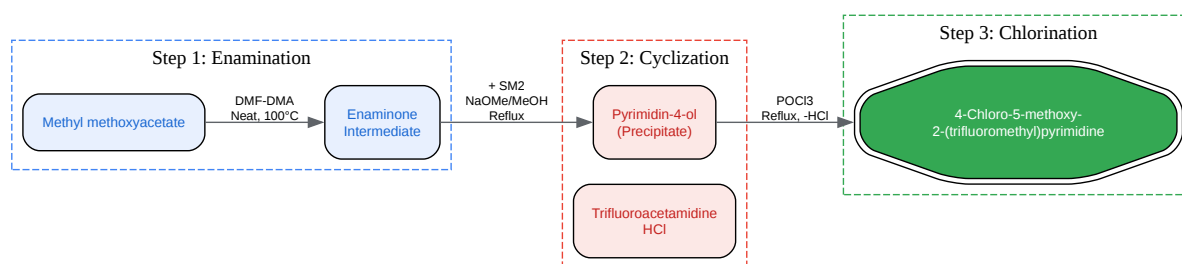 Step 1: Enamination
Methyl methoxyacetate
DMF-DMA
Neat, 100°C
Enaminone
Intermediate
+ SM2
NaOMe/MeOH
Reflux
Step 2: Cyclization
Pyrimidin-4-ol
(Precipitate)
Trifluoroacetamidine
HCl
POCl3
Reflux, -HCl
Step 3: Chlorination
4-Chloro-5-methoxy-
2-(trifluoromethyl)pyrimidine